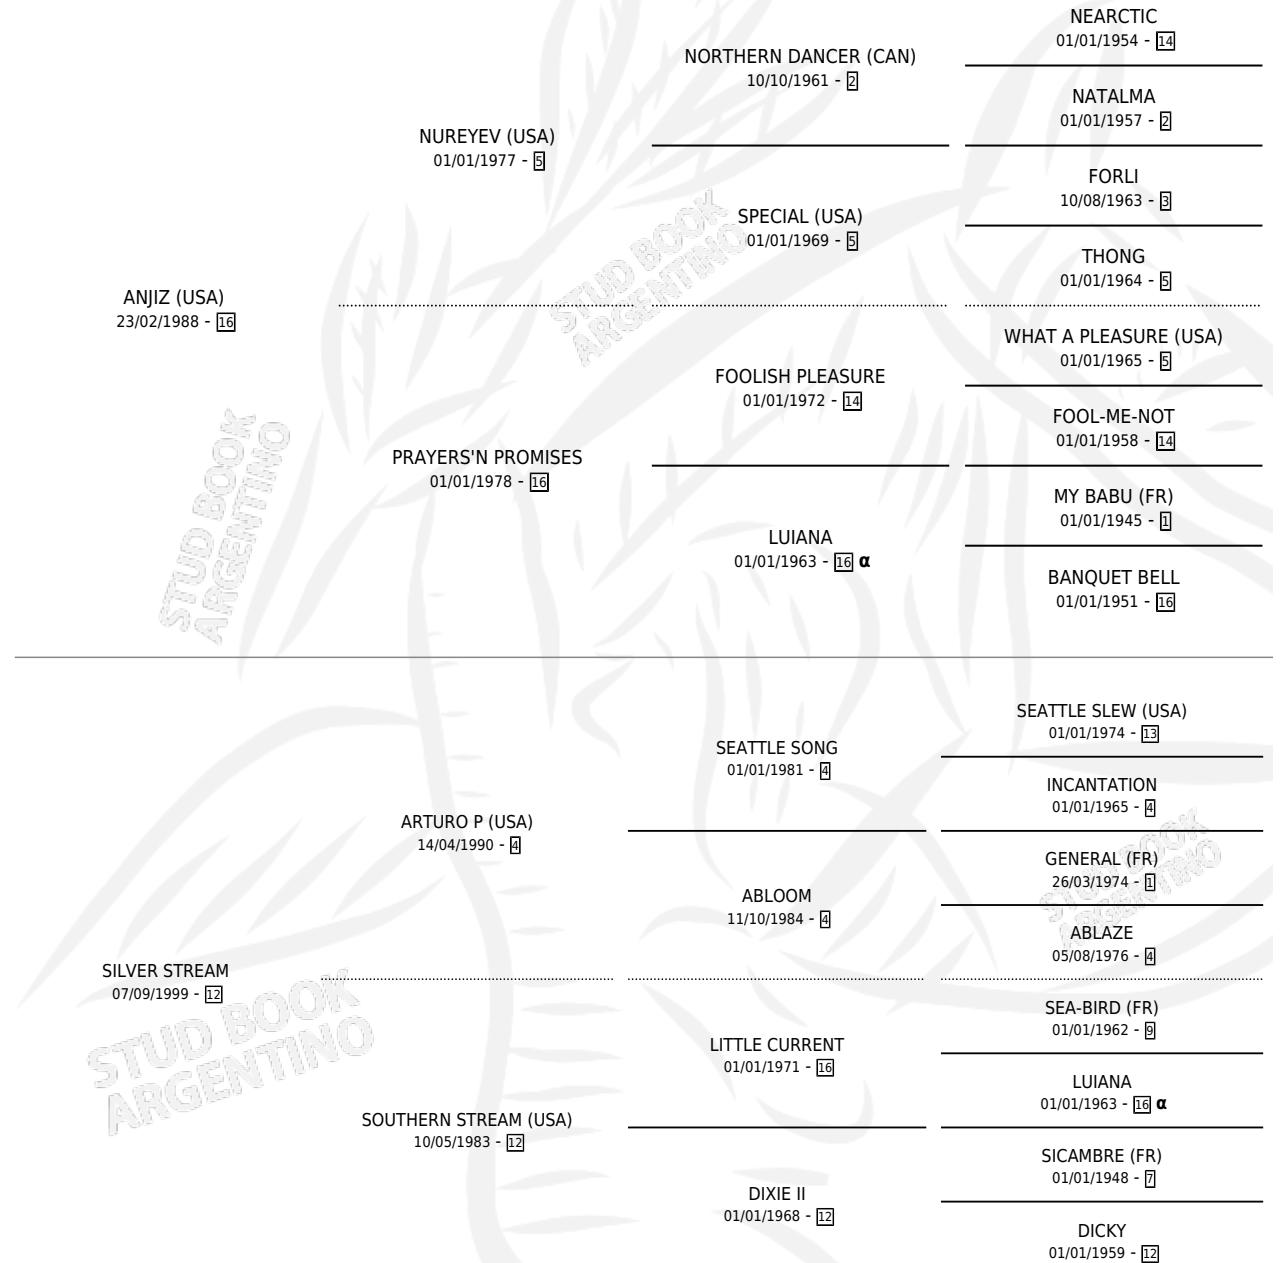 NEARCTIC
01/01/1954 - 14
NORTHERN DANCER (CAN)
10/10/1961 - 2
NATALMA
01/01/1957 - 2
NUREYEV (USA)
01/01/1977 - 5
FORLI
10/08/1963 - 3
SPECIAL (USA)
01/01/1969 - 5
THONG
01/01/1964 - 5
STUD BOOK
ARGENTINO
ANJIZ (USA)
23/02/1988 - 16
WHAT A PLEASURE (USA)
01/01/1965 - 5
FOOLISH PLEASURE
01/01/1972 - 14
FOOL-ME-NOT
01/01/1958 - 14
PRAYERS'N PROMISES
01/01/1978 - 16
MY BABU (FR)
01/01/1945 - 1
LUIANA
01/01/1963 - 16 α
BANQUET BELL
01/01/1951 - 16
STUD BOOK
ARGENTINO
SEATTLE SLEW (USA)
01/01/1974 - 13
SEATTLE SONG
01/01/1981 - 4
INCANTATION
01/01/1965 - 4
ARTURO P (USA)
14/04/1990 - 4
GENERAL (FR)
26/03/1974 - 1
ABLOOM
11/10/1984 - 4
ABLAZE
05/08/1976 - 4
STUD BOOK
ARGENTINO
SILVER STREAM
07/09/1999 - 12
SEA-BIRD (FR)
01/01/1962 - 9
LITTLE CURRENT
01/01/1971 - 16
LUIANA
01/01/1963 - 16 α
STUD BOOK
ARGENTINO
SOUTHERN STREAM (USA)
10/05/1983 - 12
SICAMBRE (FR)
01/01/1948 - 7
DIXIE II
01/01/1968 - 12
DICKY
01/01/1959 - 12